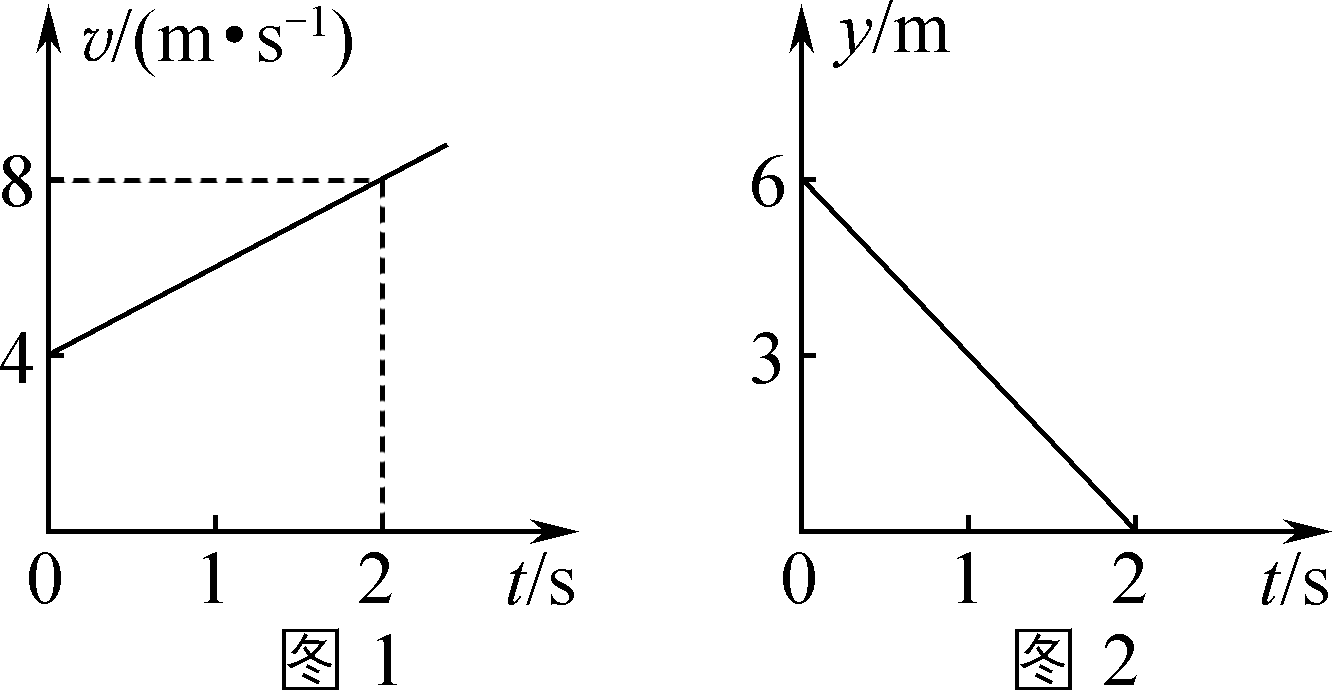 v/(m•s⁻¹)
8
4
0 1 2 t/s
图 1
y/m
6
3
0 1 2 t/s
图 2